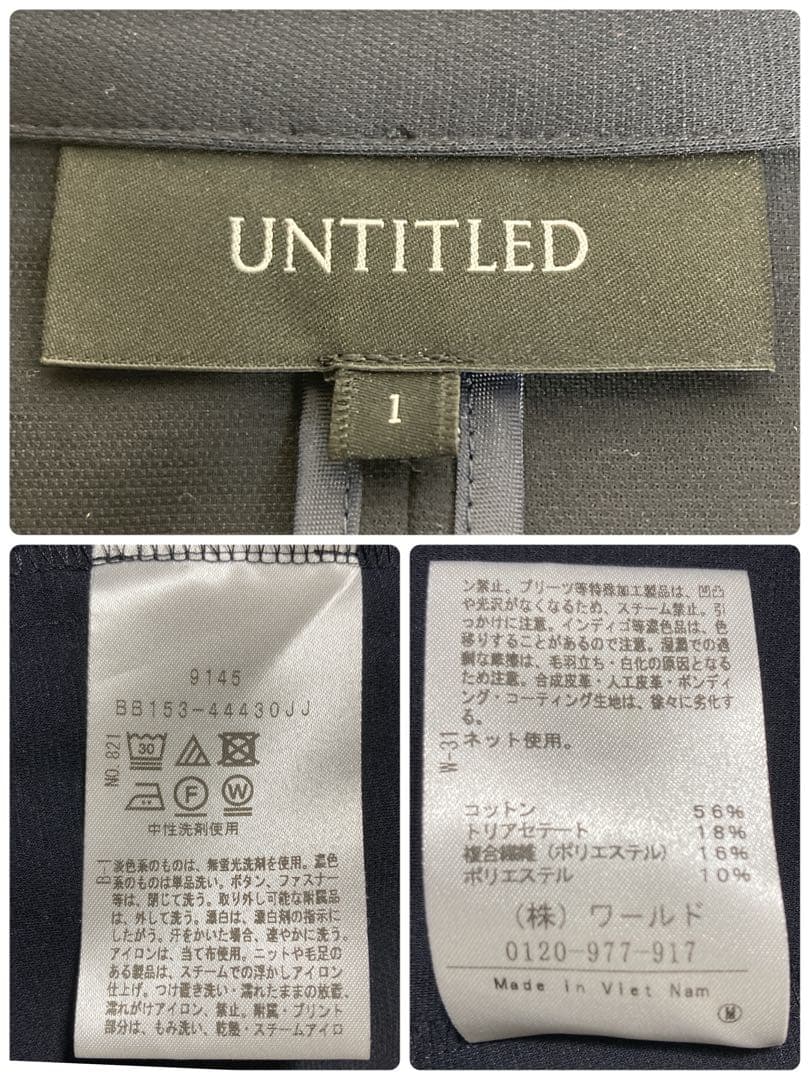 UNTITLED
1
9145
BB153-44430JJ
NO.821
30
F W
中性洗剤使用
B-1
淡色系のものは、無蛍光洗剤を使用。濃色
系のものは単品洗い。ボタン、ファスナー
等は、閉じて洗う。取り外し可能な附属品
は、外して洗う。漂白は、漂白剤の指示に
したがう。汗をかいた場合、速やかに洗う。
アイロンは、当て布使用。ニットや毛足の
ある製品は、スチームでの浮かしアイロン
仕上げ。つけ置き洗い・濡れたままの放置、
濡れがけアイロン、禁止。附属・プリント
部分は、もみ洗い、乾熱・スチームアイロ
ン禁止。プリーツ等特殊加工製品は、凹凸
や光沢がなくなるため、スチーム禁止。引
っかけに注意。インディゴ等濃色品は、色
移りすることがあるので注意。湿潤での過
剰な摩擦は、毛羽立ち・白化の原因となる
ため注意。合成皮革・人工皮革・ボンディ
ング・コーティング生地は、徐々に劣化す
る。
W-31
ネット使用。
コットン 56%
トリアセテート 18%
複合繊維(ポリエステル) 16%
ポリエステル 10%
(株)ワールド
0120-977-917
Made in Viet Nam
M